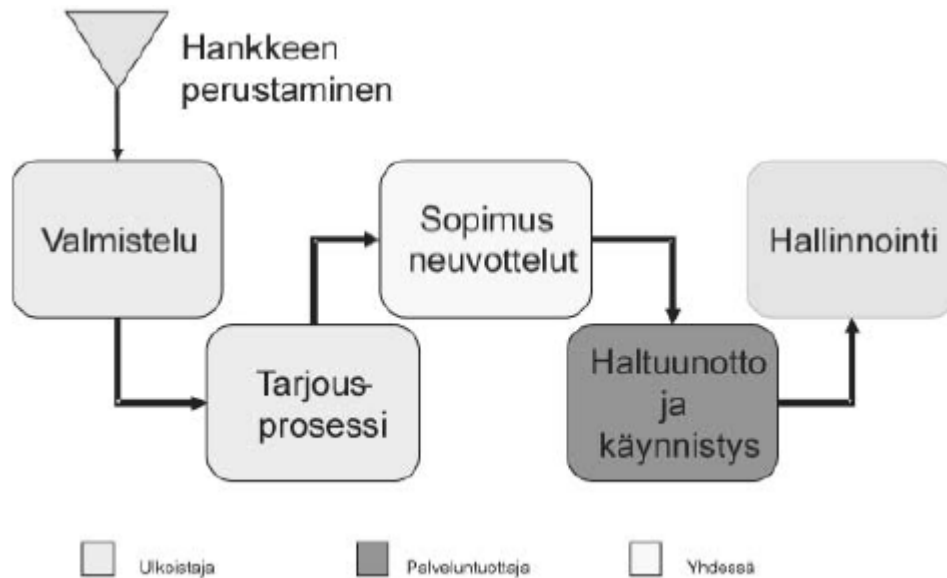 Hankkeen
perustaminen
Valmistelu
Tarjous-
prosessi
Sopimus
neuvottelut
Haltuunotto
ja
käynnistys
Hallinnointi
Ulkoistaja
Palveluntuottaja
Yhdessä